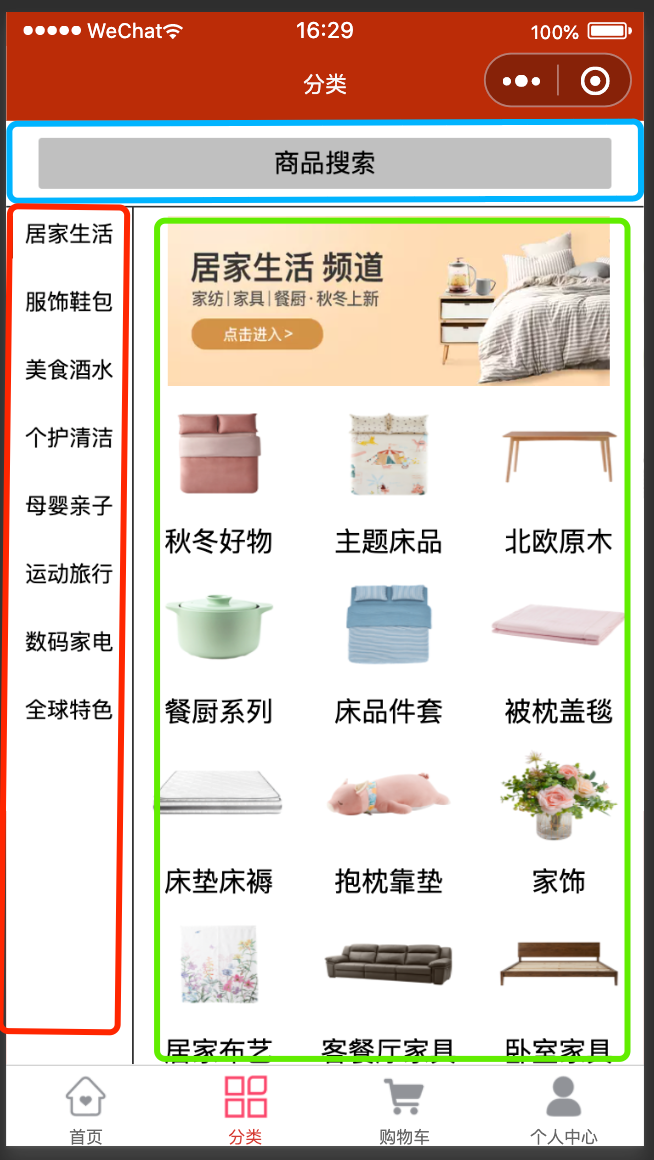 WeChat 16:29 100%
分类
商品搜索
居家生活
服饰鞋包
美食酒水
个护清洁
母婴亲子
运动旅行
数码家电
全球特色
居家生活 频道
家纺|家具|餐厨·秋冬上新
点击进入>
秋冬好物 主题床品 北欧原木
餐厨系列 床品件套 被枕盖毯
床垫床褥 抱枕靠垫 家饰
居家布艺 客餐厅家具 卧室家具
首页 分类 购物车 个人中心